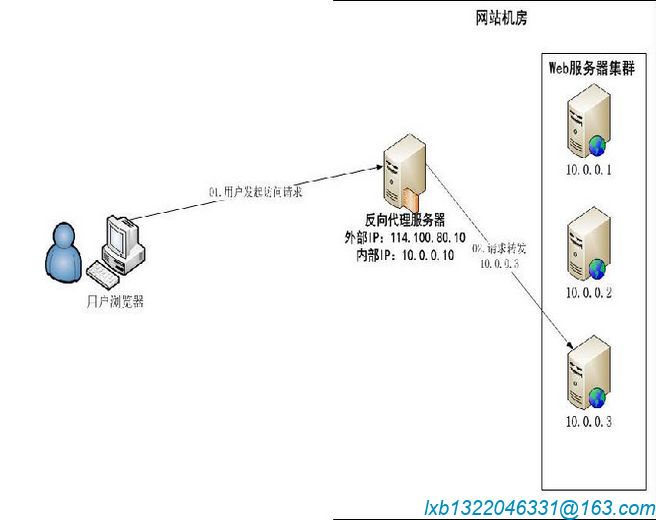 网站机房
Web服务器集群
10.0.0.1
01.用户发起访问请求
反向代理服务器
外部IP: 114.100.80.10
内部IP: 10.0.0.10
02.请求转发
10.0.0.3
10.0.0.2
用户浏览器
10.0.0.3
lxb1322046331@163.com